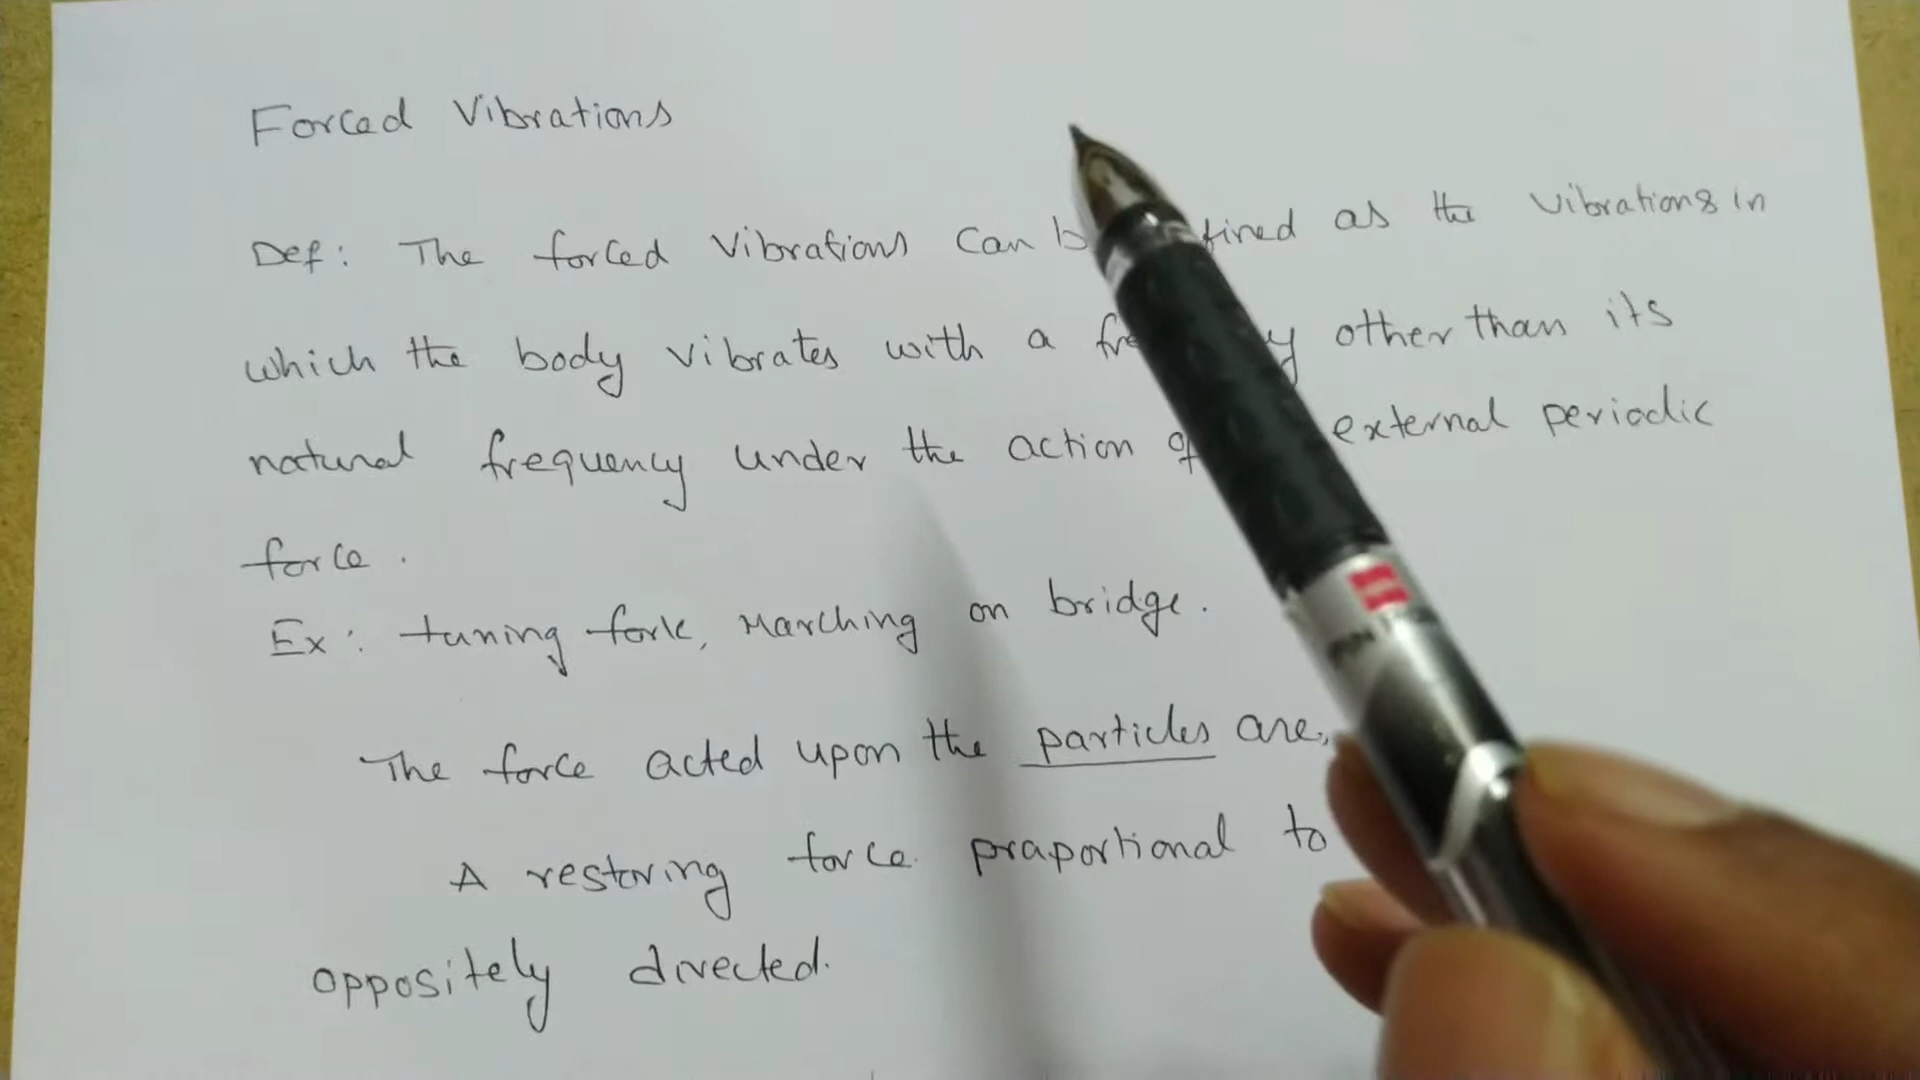 Forced Vibrations
Def: The forced vibrations can as the vibrations in
which the body vibrates with a other than its
natural frequency under the action of external periodic
force.
Ex: tuning fork, Marching on bridge.
The force acted upon the particles are,
A restoring force proportional to
oppositely directed.